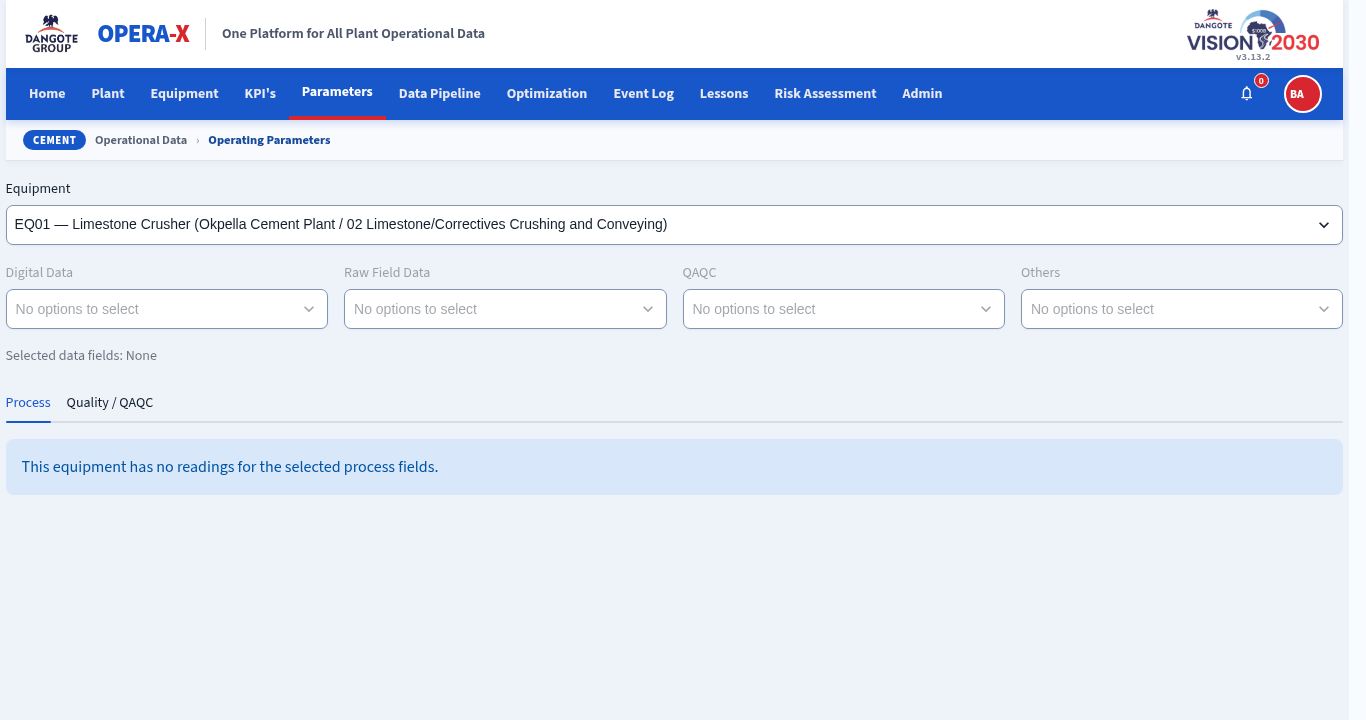 DANGOTE
GROUP
OPERA-X
One Platform for All Plant Operational Data
DANGOTE
VISION 2030
v3.13.2
Home Plant Equipment KPI's Parameters Data Pipeline Optimization Event Log Lessons Risk Assessment Admin 0 BA
CEMENT Operational Data › Operating Parameters
Equipment
EQ01 — Limestone Crusher (Okpella Cement Plant / 02 Limestone/Correctives Crushing and Conveying)
Digital Data Raw Field Data QAQC Others
No options to select No options to select No options to select No options to select
Selected data fields: None
Process Quality / QAQC
This equipment has no readings for the selected process fields.